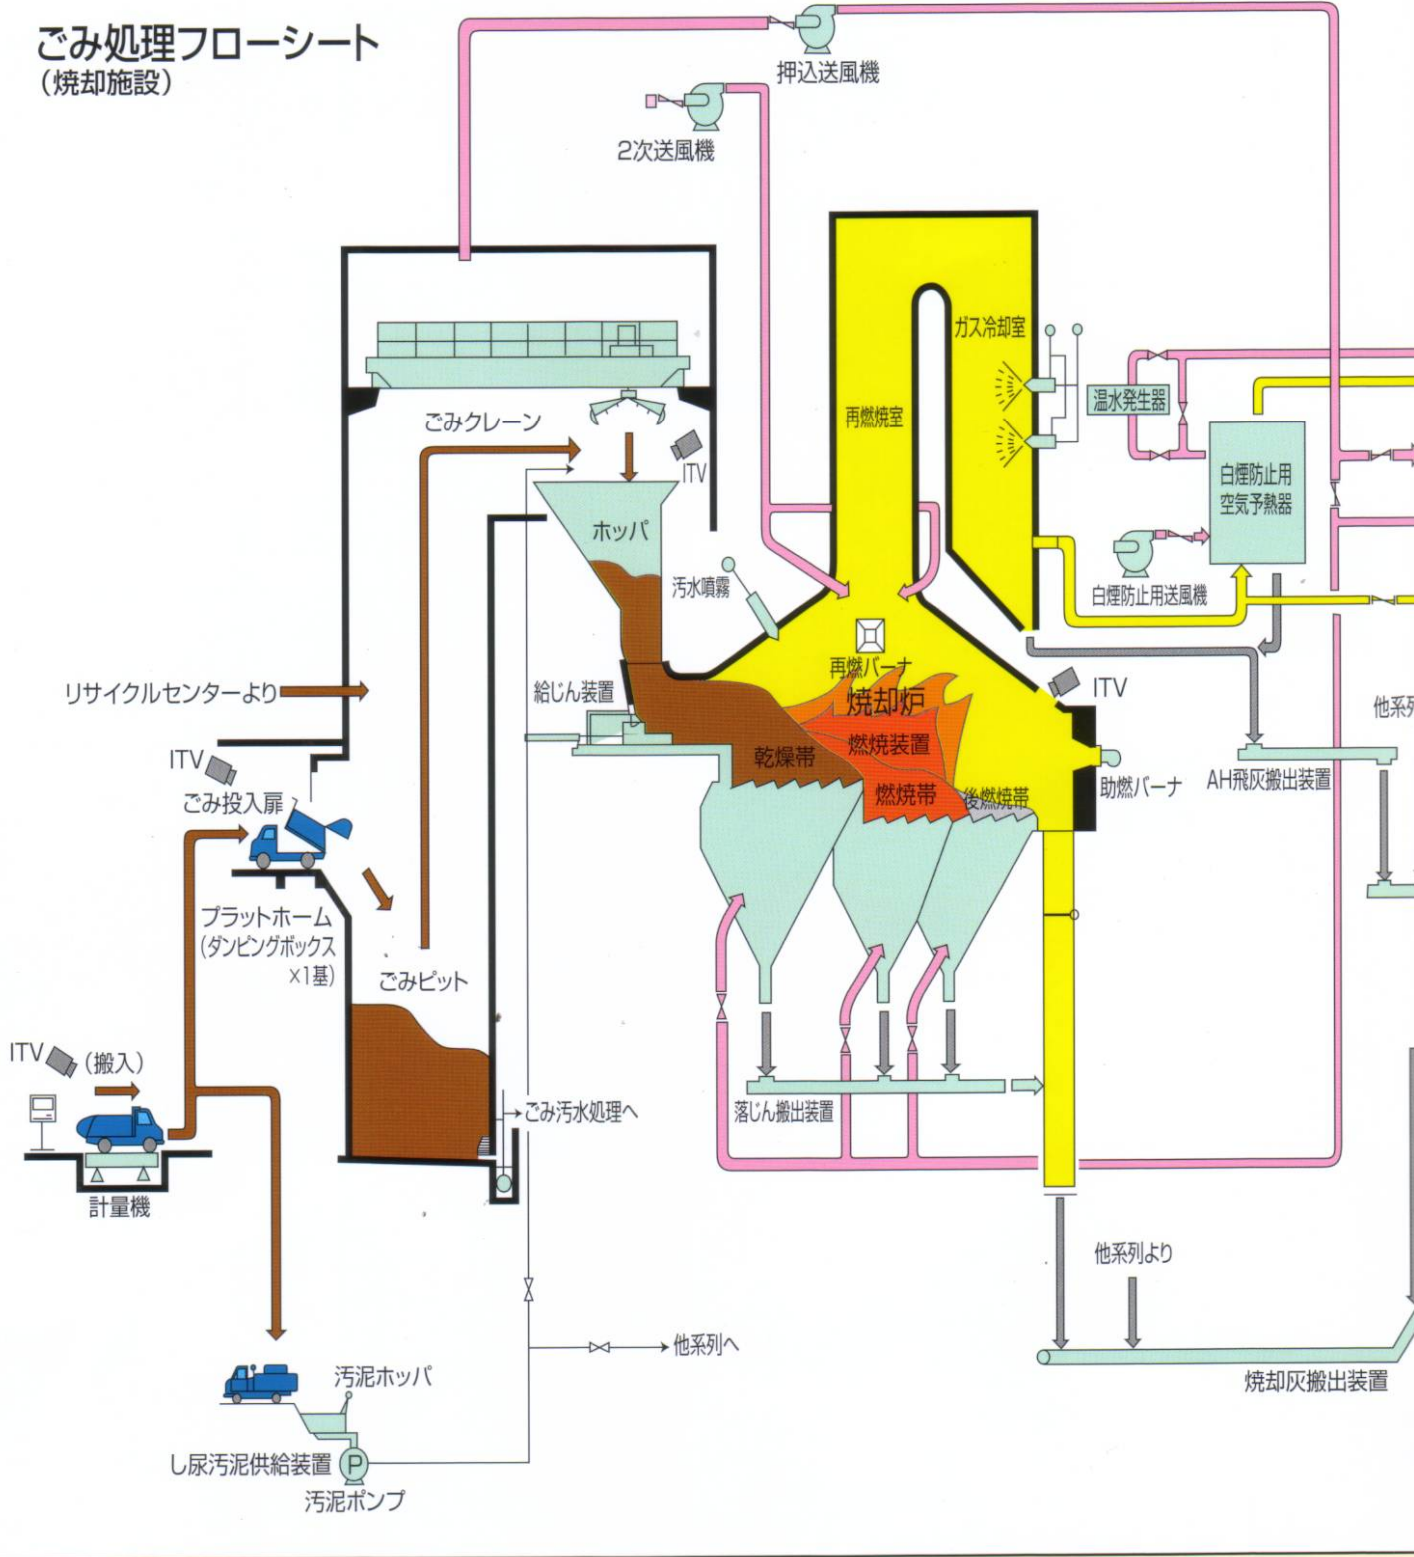 ごみ処理フローシート
(焼却施設)
押込送風機
2次送風機
ガス冷却室
再燃焼室
温水発生器
白煙防止用
空気予熱器
白煙防止用送風機
ごみクレーン
ITV
ホッパ
汚水噴霧
再燃バーナ
焼却炉
ITV
リサイクルセンターより
給じん装置
他系列
燃焼装置
乾燥帯
燃焼帯
後燃焼帯
助燃バーナ
AH飛灰搬出装置
ITV
ごみ投入扉
プラットホーム
(ダンピングボックス
×1基)
ごみピット
ITV
(搬入)
計量機
ごみ汚水処理へ
落じん搬出装置
他系列より
他系列へ
焼却灰搬出装置
汚泥ホッパ
し尿汚泥供給装置
P
汚泥ポンプ